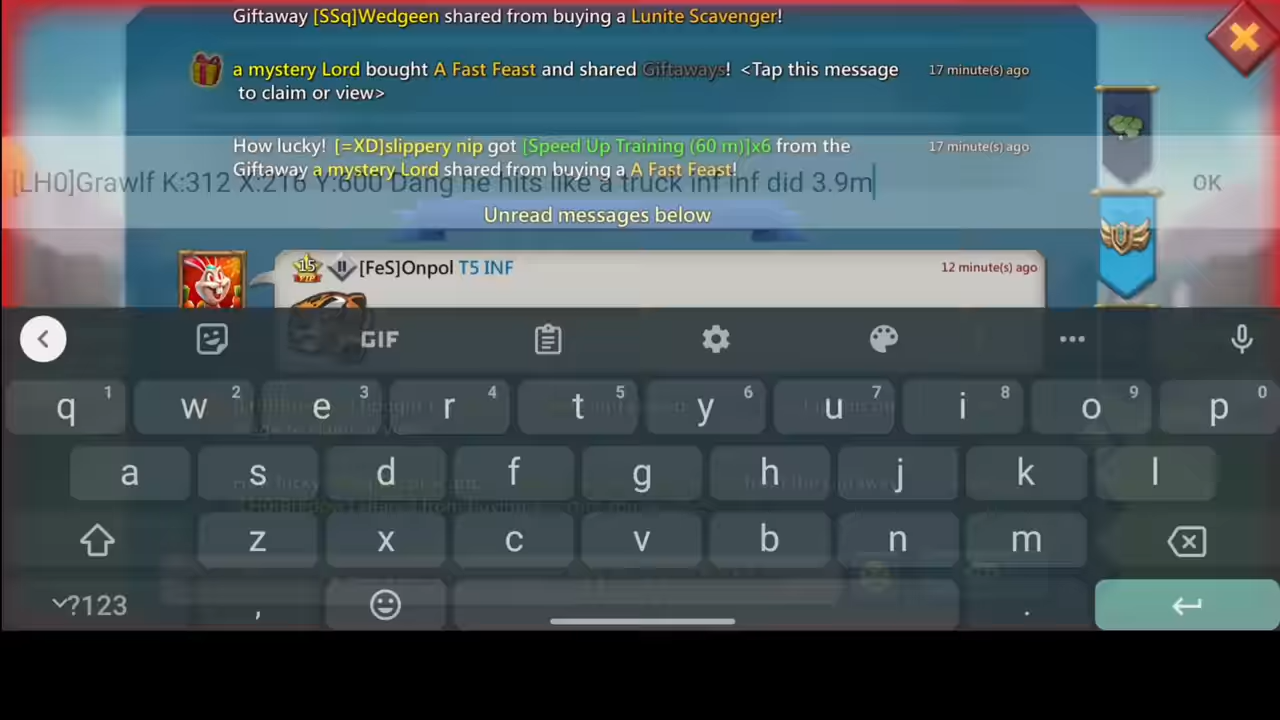 Giftaway [SSq]Wedgeen shared from buying a Lunite Scavenger!
a mystery Lord bought A Fast Feast and shared Giftaways! <Tap this message
17 minute(s) ago
to claim or view>
How lucky! [=XD]slippery nip got [Speed Up Training (60 m)]x6 from the
17 minute(s) ago
Giftaway a mystery Lord shared from buying a A Fast Feast!
[LH0]Grawlf K:312 X:216 Y:600 Dang he hits like a truck inf inf did 3.9m
OK
Unread messages below
15
VIP
II
[FeS]Onpol T5 INF
12 minute(s) ago
GIF
q 1 w 2 e 3 r 4 t 5 y 6 u 7 i 8 o 9 p 0
a s d f g h j k l
z x c v b n m
?123 , .